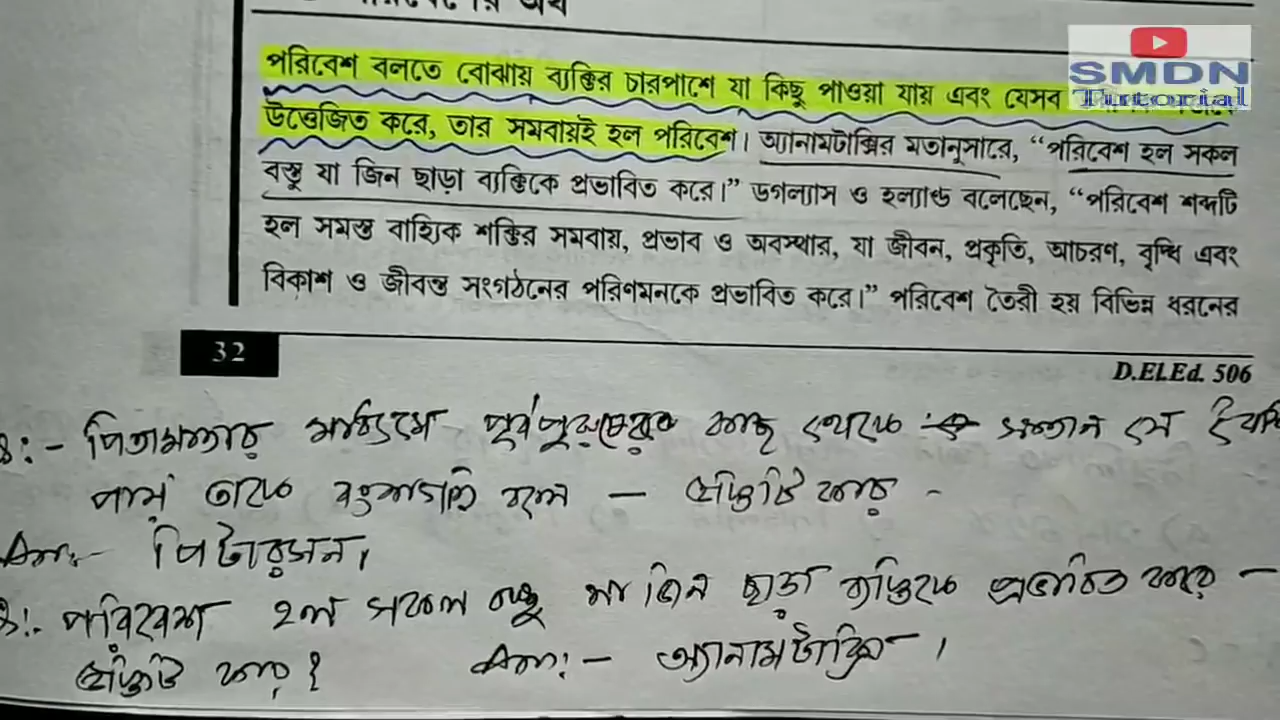 SMDN
Tutorial
পরিবেশ বলতে বোঝায় ব্যক্তির চারপাশে যা কিছু পাওয়া যায় এবং যেসব
উত্তেজিত করে, তার সমবায়ই হল পরিবেশ। অ্যানামটাক্সির মতানুসারে, “পরিবেশ হল সকল
বস্তু যা জিন ছাড়া ব্যক্তিকে প্রভাবিত করে।” ডগল্যাস ও হল্যান্ড বলেছেন, “পরিবেশ শব্দটি
হল সমস্ত বাহ্যিক শক্তির সমবায়, প্রভাব ও অবস্থার, যা জীবন, প্রকৃতি, আচরণ, বৃদ্ধি এবং
বিকাশ ও জীবন্ত সংগঠনের পরিণমনকে প্রভাবিত করে।” পরিবেশ তৈরী হয় বিভিন্ন ধরনের
32
D.El.Ed. 506
পিতামাতার মাধ্যমে পূর্বপুরুষের কাছ থেকে সন্তান যে
পায় তাকে বংশগতি বলে — উক্তিটি কার -
Ans:- পিটারসন।
পরিবেশ হল সকল বস্তু যা জিন ছাড়া ব্যক্তিকে প্রভাবিত করে -
উক্তিটি কার? Ans:- অ্যানামটাক্সির।